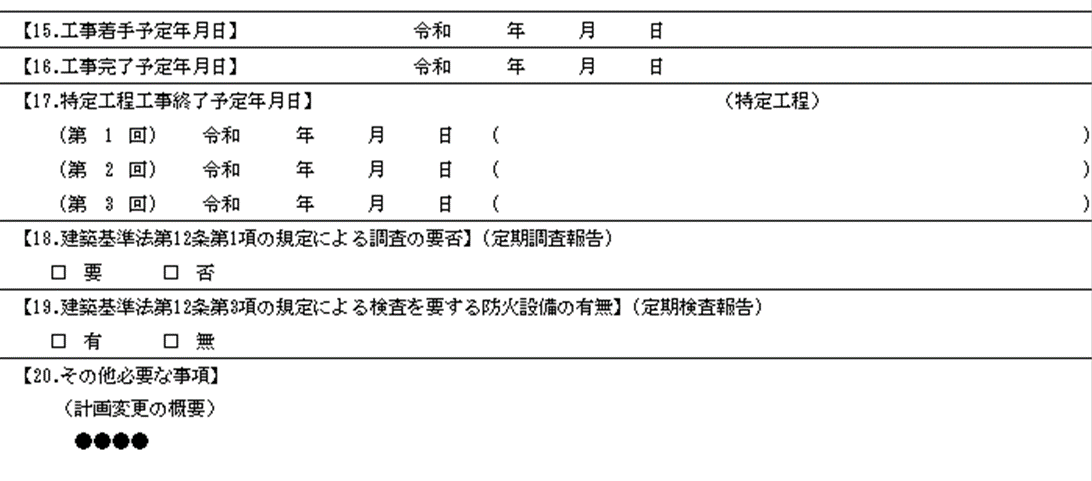 【15.工事着手予定年月日】 令和 年 月 日
【16.工事完了予定年月日】 令和 年 月 日
【17.特定工程工事終了予定年月日】 (特定工程)
(第 1 回) 令和 年 月 日 ( )
(第 2 回) 令和 年 月 日 ( )
(第 3 回) 令和 年 月 日 ( )
【18.建築基準法第12条第1項の規定による調査の要否】(定期調査報告)
□ 要 □ 否
【19.建築基準法第12条第3項の規定による検査を要する防火設備の有無】(定期検査報告)
□ 有 □ 無
【20.その他必要な事項】
(計画変更の概要)
●●●●